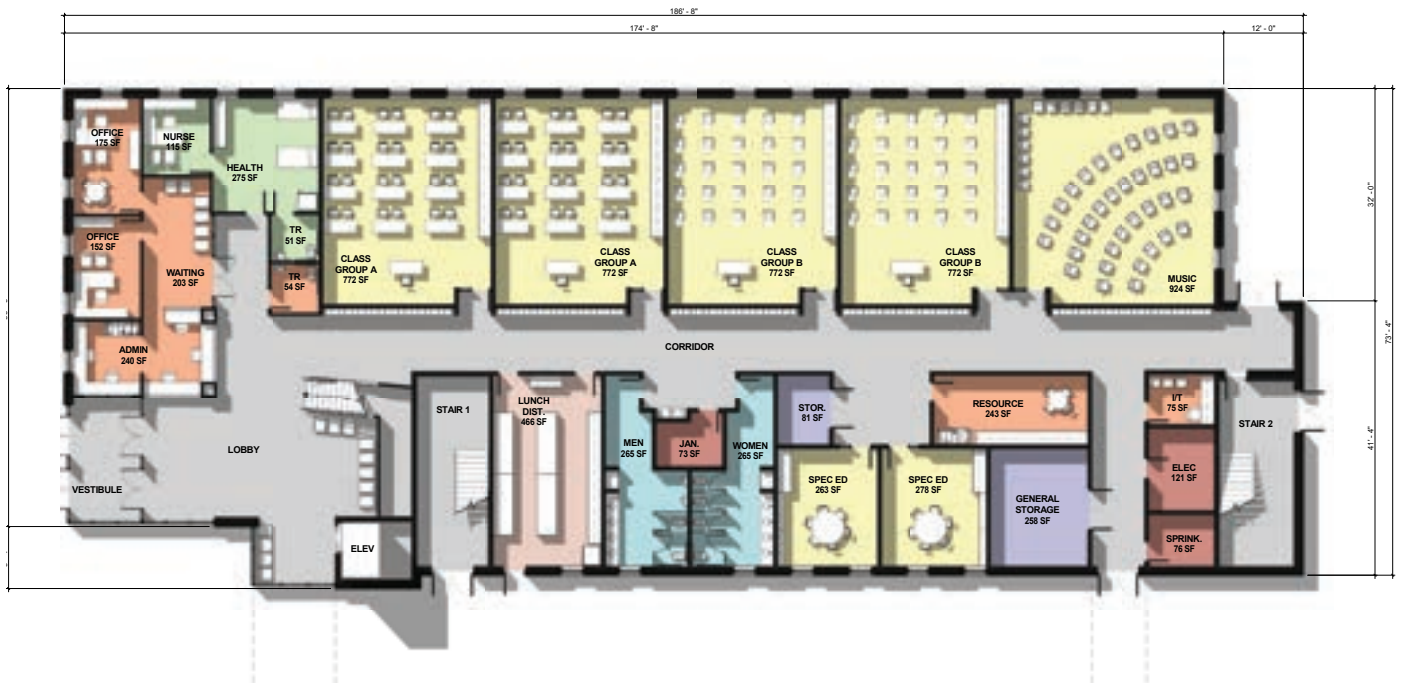 186' - 8"
174' - 8"
12' - 0"
OFFICE
175 SF
NURSE
115 SF
HEALTH
275 SF
TR
51 SF
TR
54 SF
OFFICE
152 SF
WAITING
203 SF
ADMIN
240 SF
CLASS
GROUP A
772 SF
CLASS
GROUP A
772 SF
CLASS
GROUP B
772 SF
CLASS
GROUP B
772 SF
MUSIC
924 SF
32' - 0"
73' - 4"
41' - 4"
CORRIDOR
LOBBY
VESTIBULE
ELEV
STAIR 1
LUNCH
DIST.
466 SF
MEN
265 SF
JAN.
73 SF
WOMEN
265 SF
STOR.
81 SF
SPEC ED
263 SF
SPEC ED
278 SF
RESOURCE
243 SF
GENERAL
STORAGE
258 SF
I/T
75 SF
ELEC
121 SF
SPRINK.
76 SF
STAIR 2